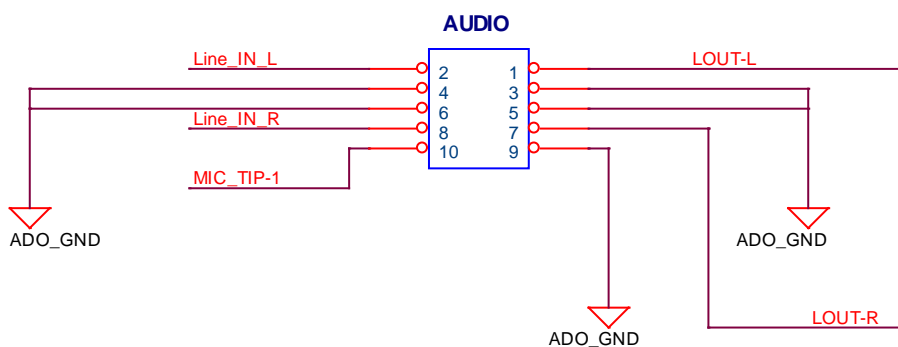 AUDIO
Line_IN_L 2 1 LOUT-L
4 3
6 5
Line_IN_R 8 7
10 9
MIC_TIP-1
ADO_GND ADO_GND
LOUT-R
ADO_GND